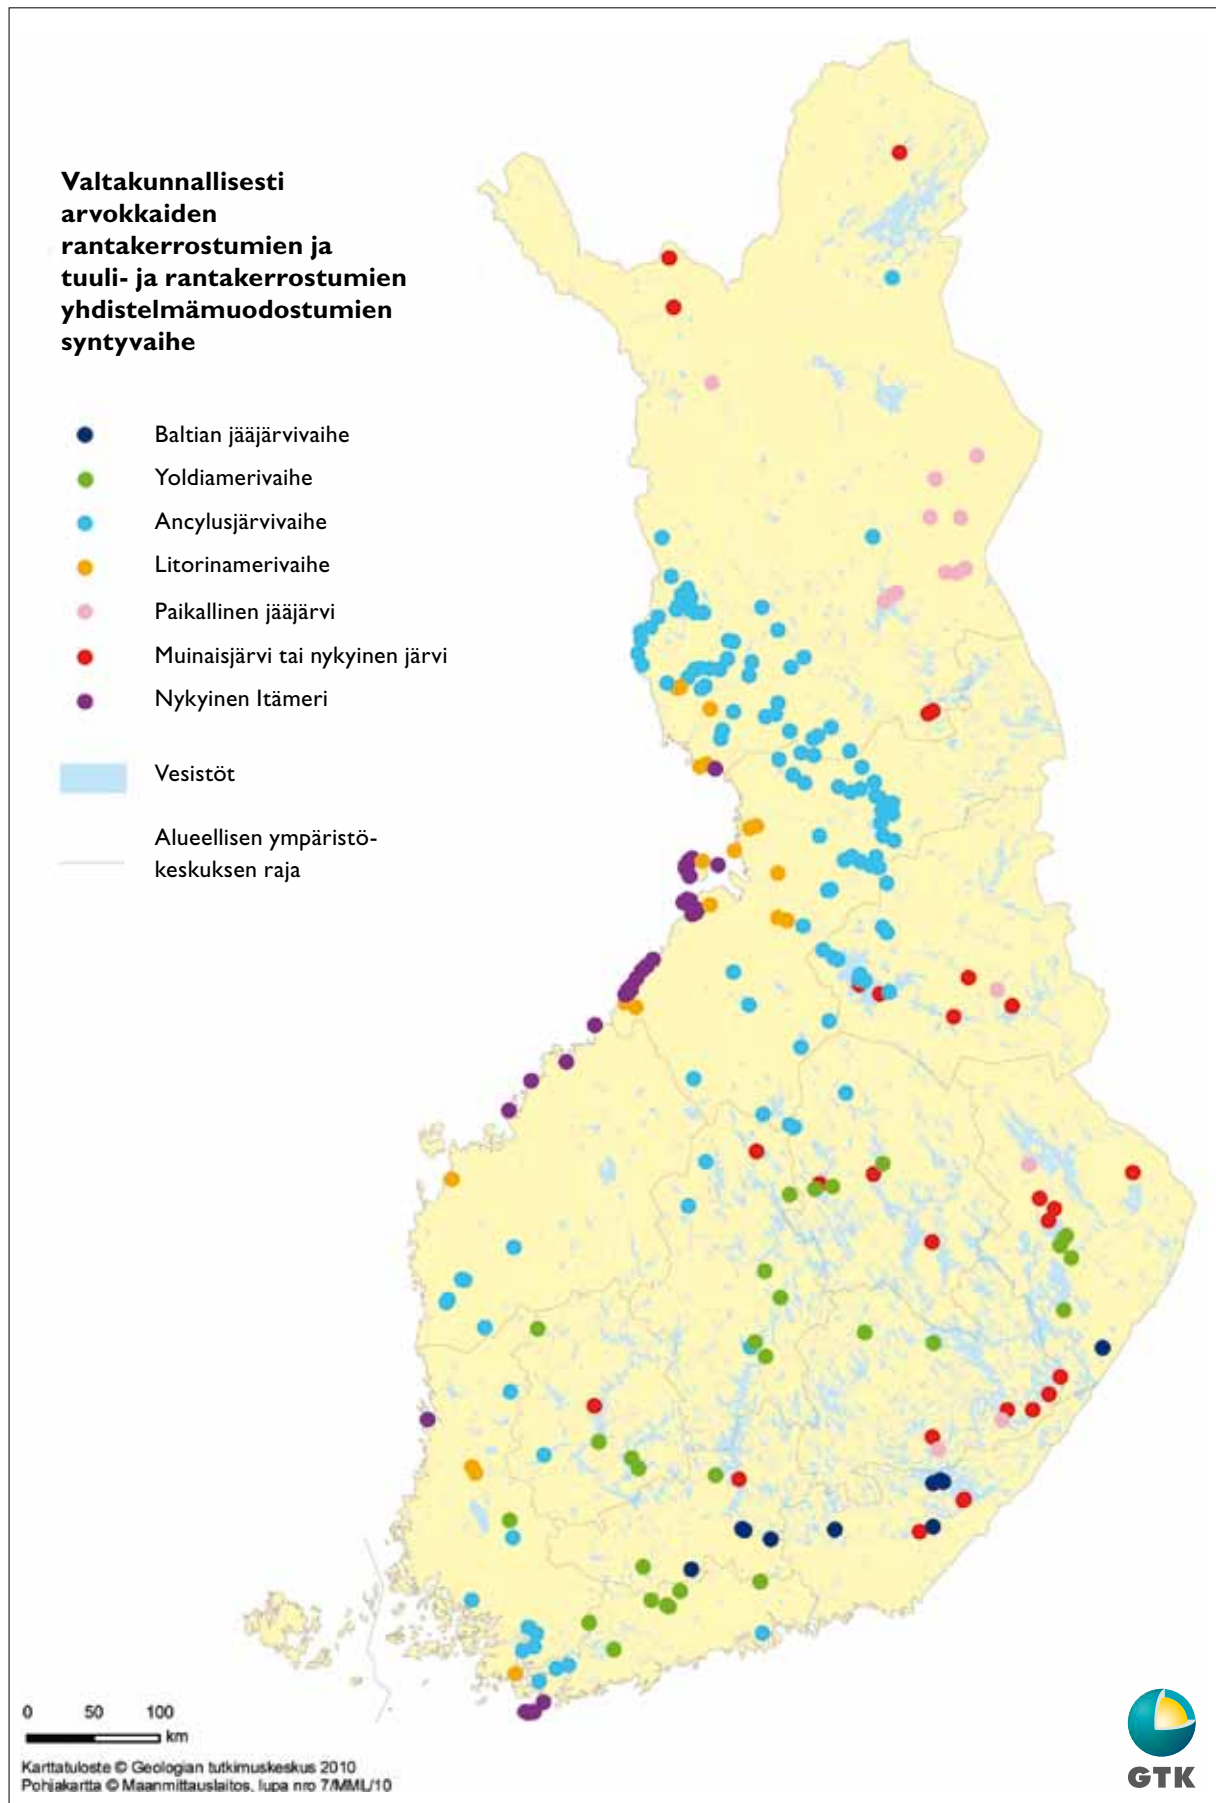 Valtakunnallisesti
arvokkaiden
rantakerrostumien ja
tuuli- ja rantakerrostumien
yhdistelmämuodostumien
syntyvaihe
Baltian jääjärvivaihe
Yoldiamerivaihe
Ancylusjärvivaihe
Litorinamerivaihe
Paikallinen jääjärvi
Muinaisjärvi tai nykyinen järvi
Nykyinen Itämeri
Vesistöt
Alueellisen ympäristö-
keskuksen raja
0 50 100
km
Karttatuloste © Geologian tutkimuskeskus 2010
Pohjakartta © Maanmittauslaitos, lupa nro 7/MML/10
GTK